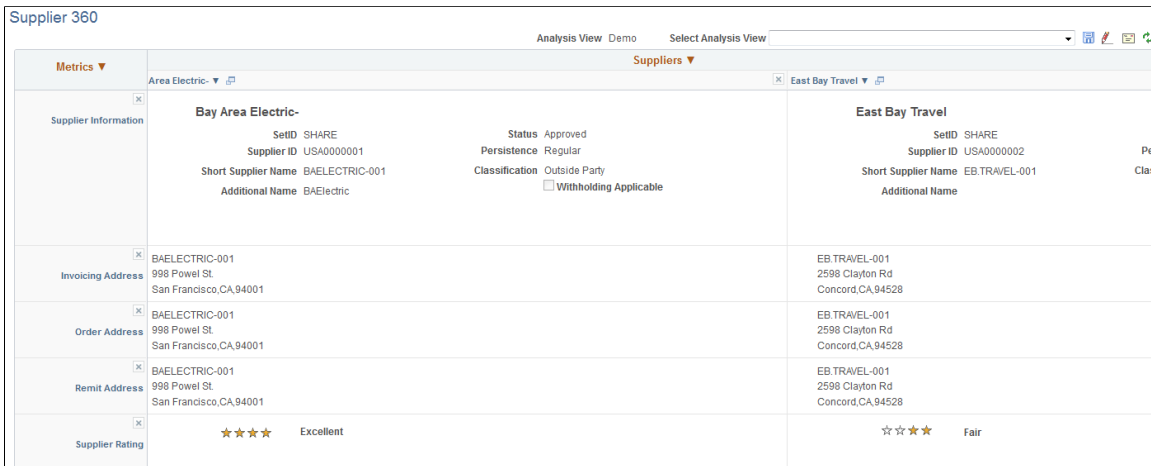 Supplier 360
Analysis View Demo Select Analysis View
Metrics ▼ Suppliers ▼
Area Electric- ▼ East Bay Travel ▼
Supplier Information
Bay Area Electric-
SetID SHARE Status Approved
Supplier ID USA0000001 Persistence Regular
Short Supplier Name BAELECTRIC-001 Classification Outside Party
Additional Name BAElectric Withholding Applicable
East Bay Travel
SetID SHARE
Supplier ID USA0000002 Pe
Short Supplier Name EB.TRAVEL-001 Clas
Additional Name
Invoicing Address
BAELECTRIC-001
998 Powel St.
San Francisco,CA,94001
EB.TRAVEL-001
2598 Clayton Rd
Concord,CA,94528
Order Address
BAELECTRIC-001
998 Powel St.
San Francisco,CA,94001
EB.TRAVEL-001
2598 Clayton Rd
Concord,CA,94528
Remit Address
BAELECTRIC-001
998 Powel St.
San Francisco,CA,94001
EB.TRAVEL-001
2598 Clayton Rd
Concord,CA,94528
Supplier Rating
Excellent
Fair